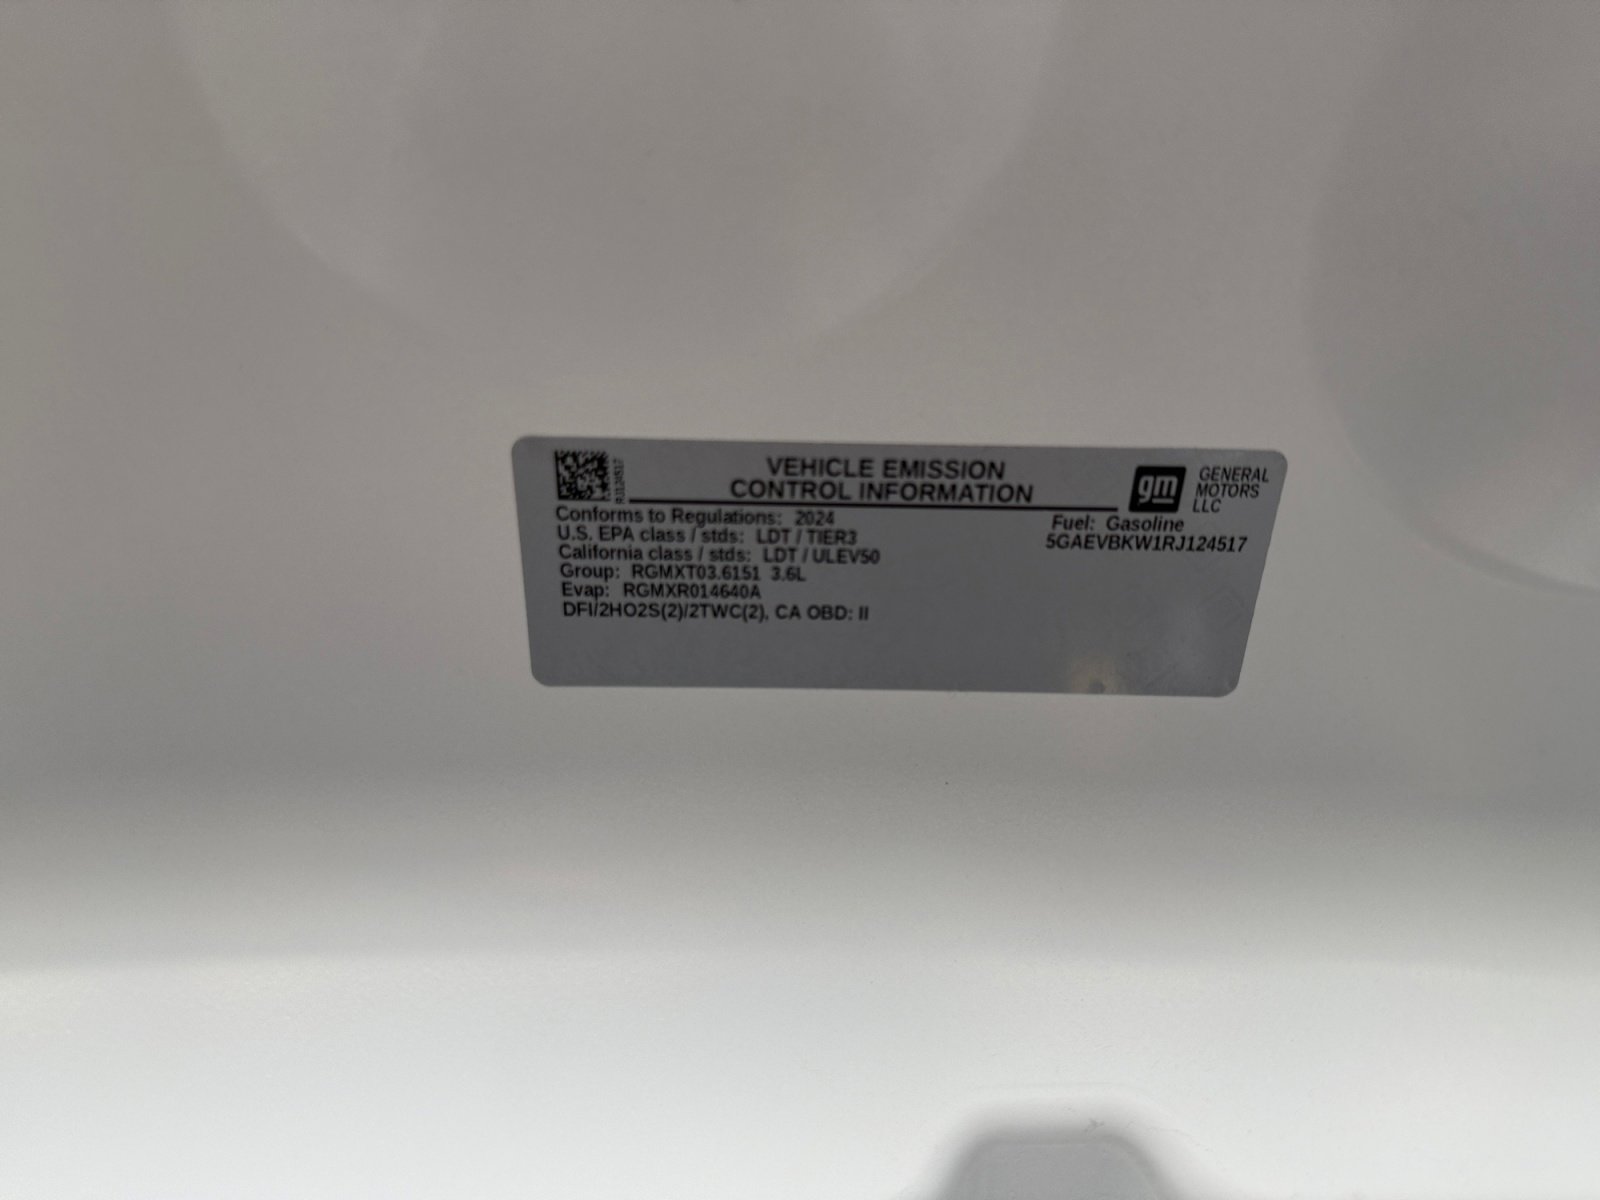 RJ124517
VEHICLE EMISSION
CONTROL INFORMATION
gm
GENERAL
MOTORS
LLC
Conforms to Regulations: 2024
U.S. EPA class / stds: LDT / TIER3
California class / stds: LDT / ULEV50
Group: RGMXT03.6151 3.6L
Evap: RGMXR014640A
DFI/2HO2S(2)/2TWC(2), CA OBD: II
Fuel: Gasoline
5GAEVBKW1RJ124517